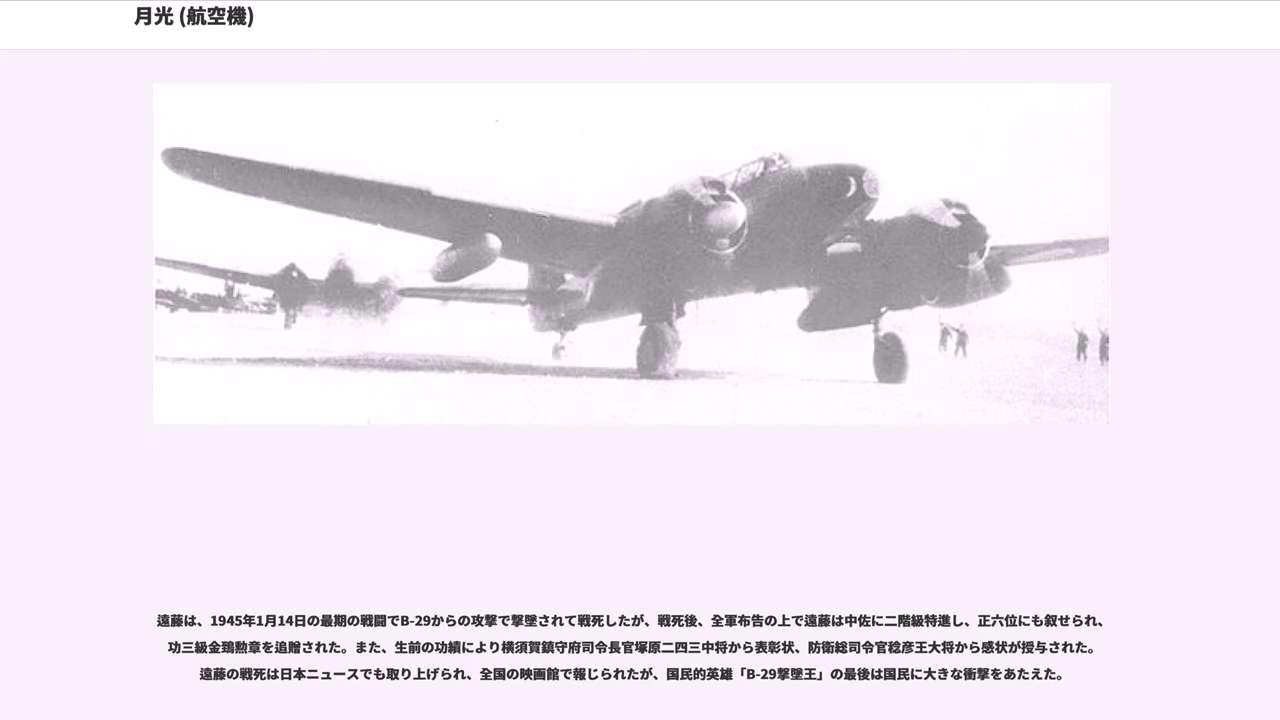 月光 (航空機)
遠藤は、1945年1月14日の最期の戦闘でB-29からの攻撃で撃墜されて戦死したが、戦死後、全軍布告の上で遠藤は中佐に二階級特進し、正六位にも叙せられ、
功三級金鵄勲章を追贈された。また、生前の功績により横須賀鎮守府司令長官塚原二四三中将から表彰状、防衛総司令官稔彦王大将から感状が授与された。
遠藤の戦死は日本ニュースでも取り上げられ、全国の映画館で報じられたが、国民的英雄「B-29撃墜王」の最後は国民に大きな衝撃をあたえた。